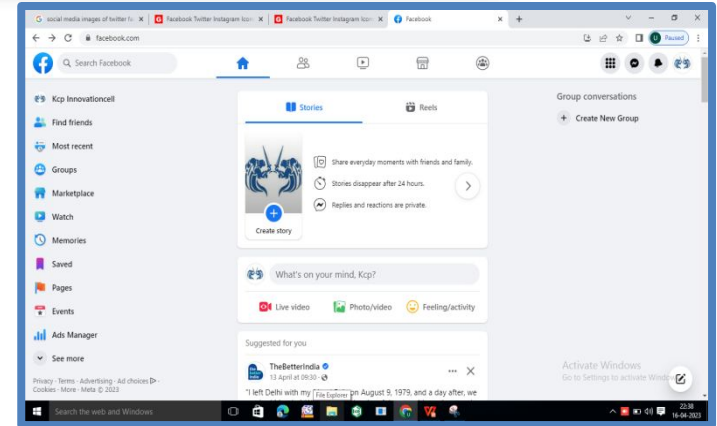 social media images of twitter fo
Facebook Twitter Instagram Icon
Facebook Twitter Instagram Icon
Facebook
facebook.com
Paused
Search Facebook
Kcp Innovationcell
Find friends
Most recent
Groups
Marketplace
Watch
Memories
Saved
Pages
Events
Ads Manager
See more
Privacy · Terms · Advertising · Ad choices ·
Cookies · More · Meta © 2023
Stories
Reels
Share everyday moments with friends and family.
Stories disappear after 24 hours.
Replies and reactions are private.
Create story
What's on your mind, Kcp?
Live video
Photo/video
Feeling/activity
Suggested for you
TheBetterIndia
13 April at 09:30 ·
on August 9, 1979, and a day after, we
"I left Delhi with my
File Explorer
Group conversations
Create New Group
Activate Windows
Go to Settings to activate Windows
Search the web and Windows
22:38
16-04-2023